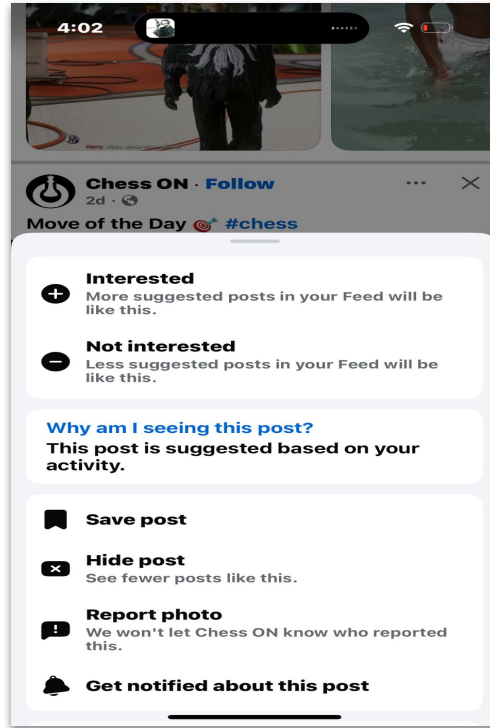 4:02
Chess ON · Follow
2d ·
Move of the Day 🎯 #chess
Interested
More suggested posts in your Feed will be
like this.
Not interested
Less suggested posts in your Feed will be
like this.
Why am I seeing this post?
This post is suggested based on your
activity.
Save post
Hide post
See fewer posts like this.
Report photo
We won't let Chess ON know who reported
this.
Get notified about this post